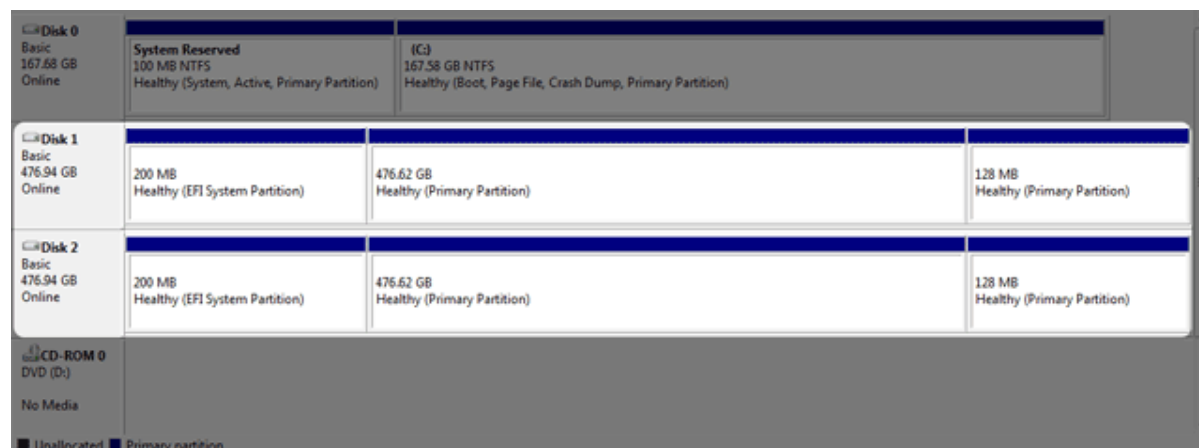 Disk 0
Basic
167.68 GB
Online
System Reserved
100 MB NTFS
Healthy (System, Active, Primary Partition)
(C:)
167.58 GB NTFS
Healthy (Boot, Page File, Crash Dump, Primary Partition)
Disk 1
Basic
476.94 GB
Online
200 MB
Healthy (EFI System Partition)
476.62 GB
Healthy (Primary Partition)
128 MB
Healthy (Primary Partition)
Disk 2
Basic
476.94 GB
Online
200 MB
Healthy (EFI System Partition)
476.62 GB
Healthy (Primary Partition)
128 MB
Healthy (Primary Partition)
CD-ROM 0
DVD (D:)
No Media
Unallocated Primary partition